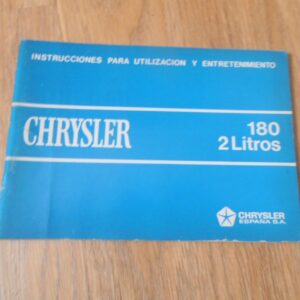 INSTRUCCIONES PARA UTILIZACION Y ENTRETENIMIENTO
CHRYSLER
180
2 Litros
CHRYSLER
ESPAÑA S.A.